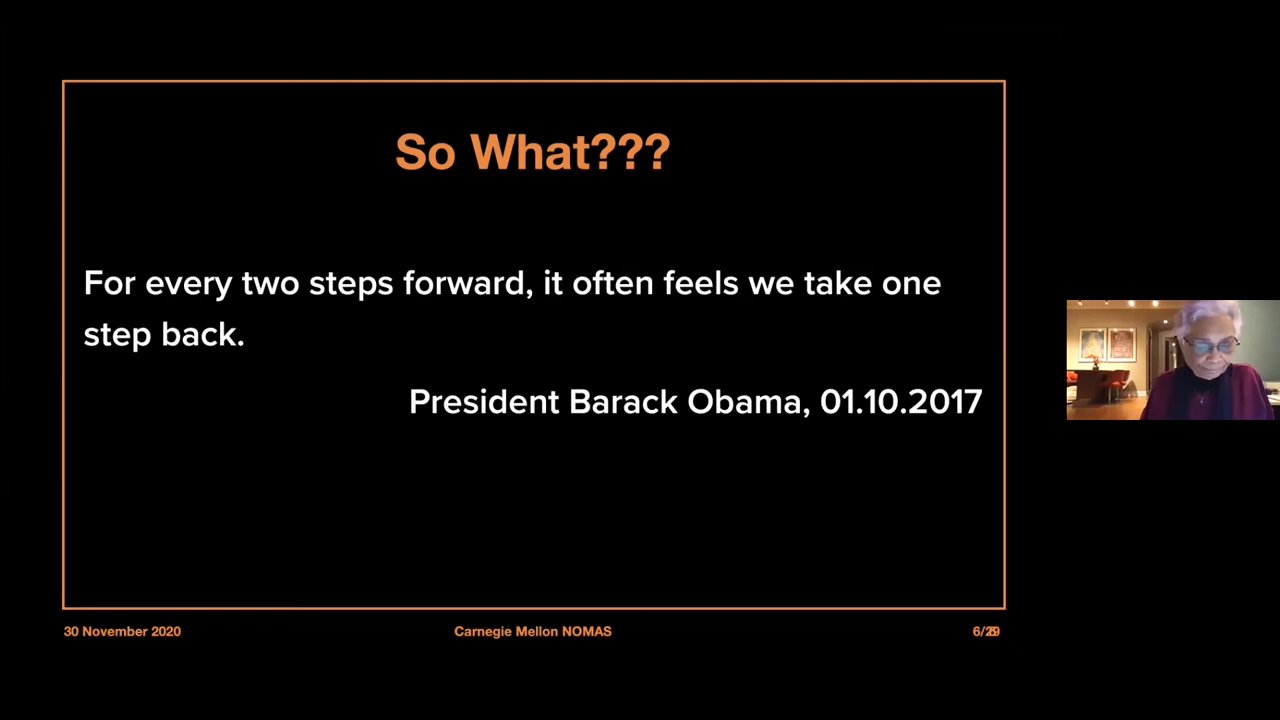 So What???
For every two steps forward, it often feels we take one
step back.
President Barack Obama, 01.10.2017
30 November 2020
Carnegie Mellon NOMAS